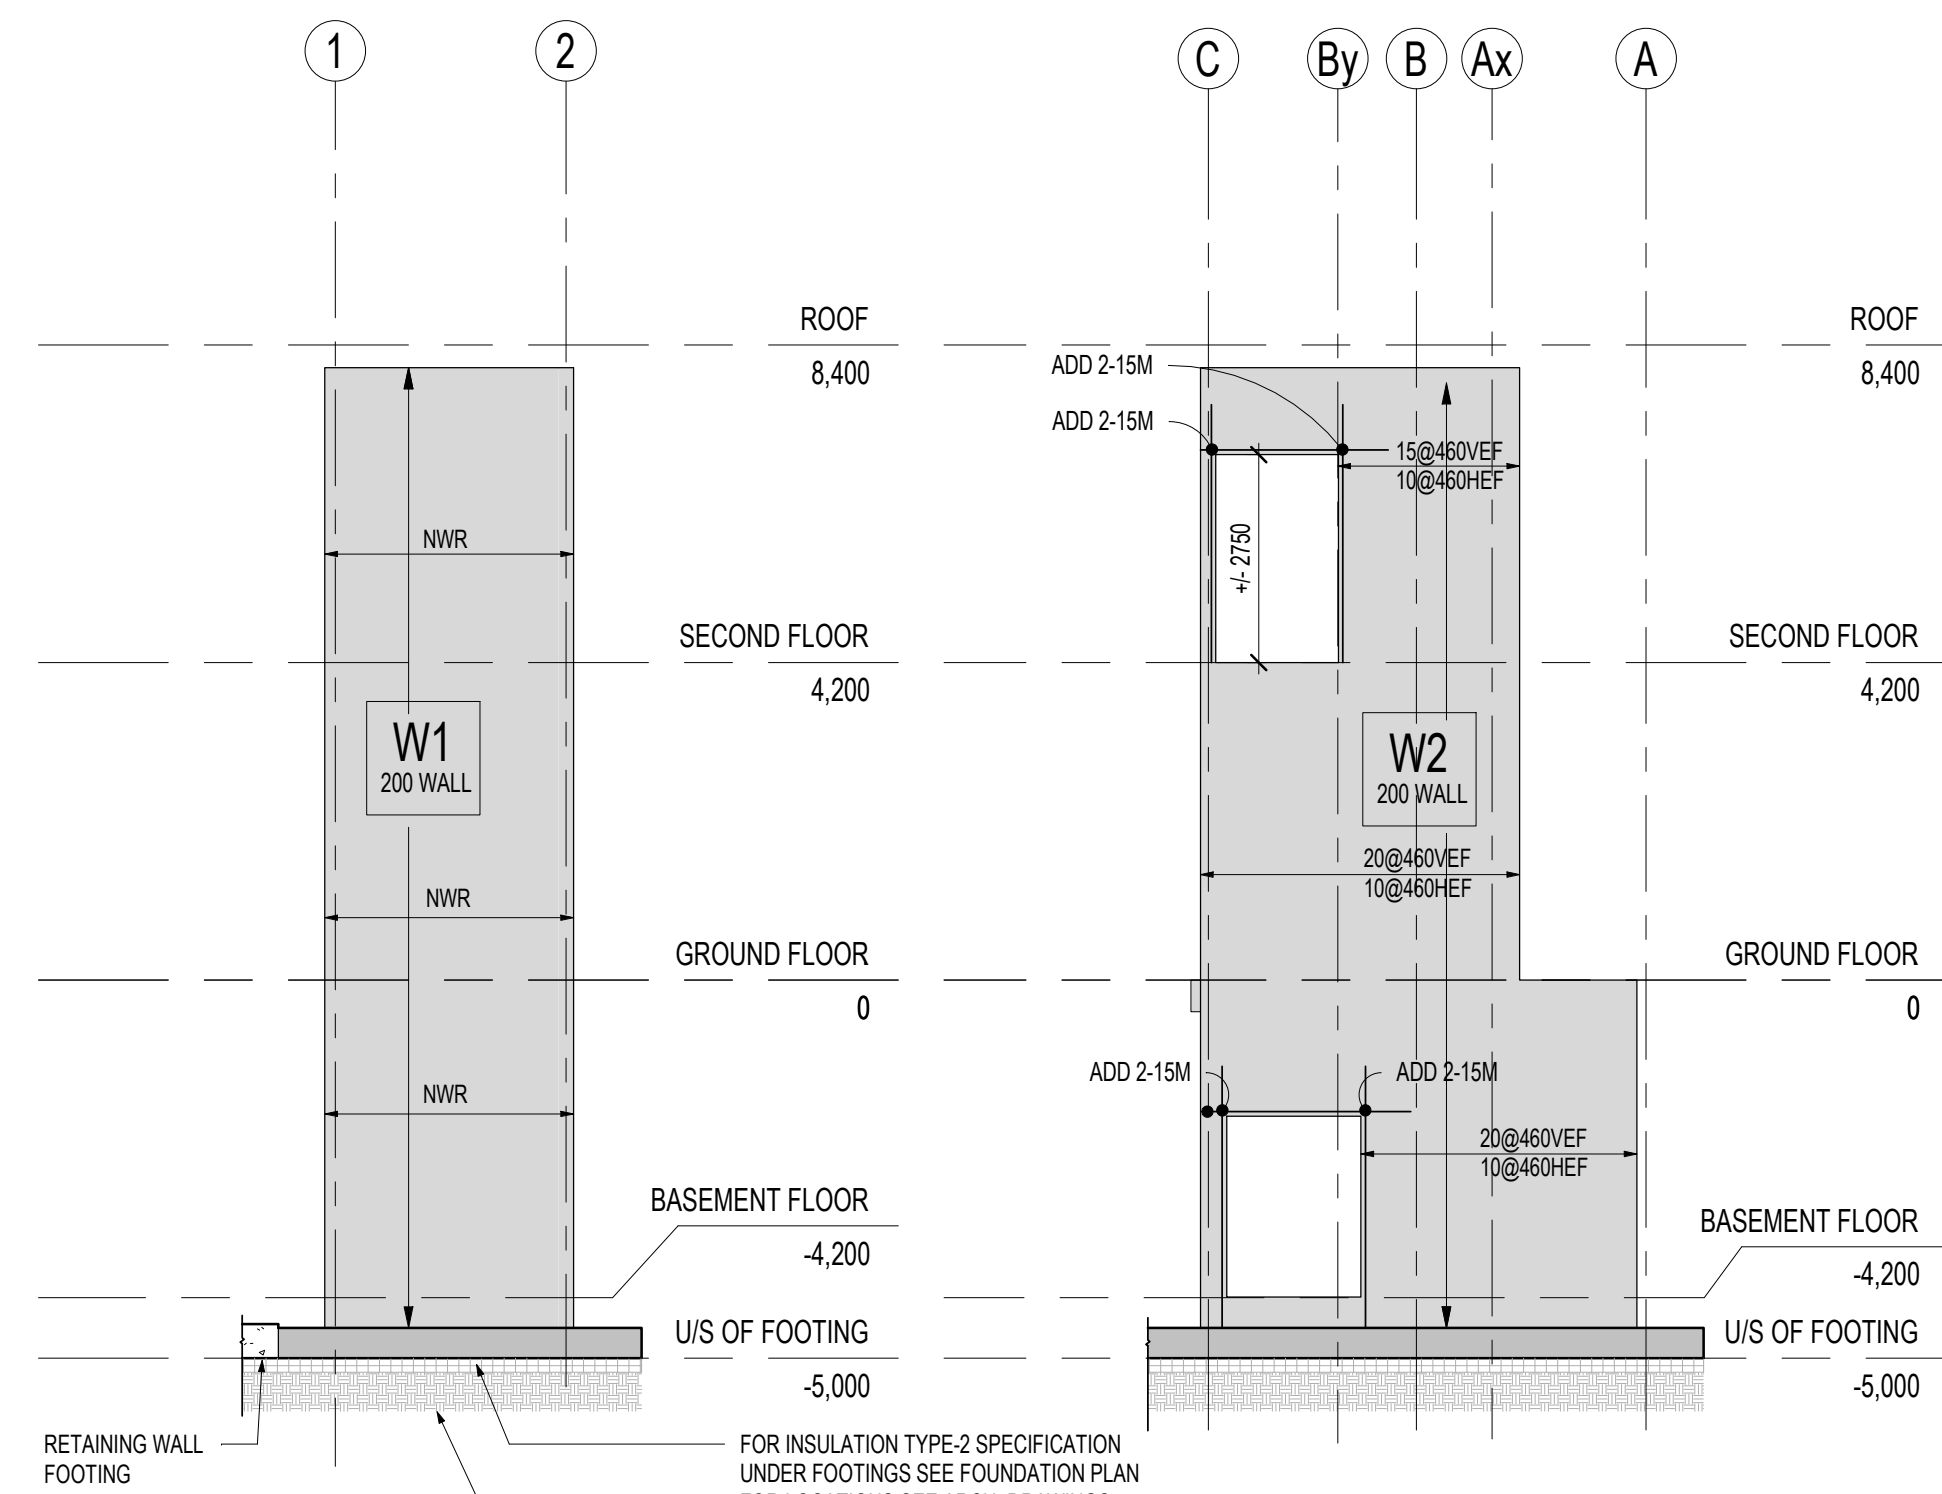 1
2
C
By
B
Ax
A
ROOF
8,400
ROOF
8,400
ADD 2-15M
ADD 2-15M
15@460VEF
10@460HEF
NWR
+/- 2750
SECOND FLOOR
4,200
SECOND FLOOR
4,200
W1
200 WALL
W2
200 WALL
20@460VEF
10@460HEF
NWR
GROUND FLOOR
0
GROUND FLOOR
0
ADD 2-15M
ADD 2-15M
NWR
20@460VEF
10@460HEF
BASEMENT FLOOR
-4,200
BASEMENT FLOOR
-4,200
U/S OF FOOTING
-5,000
U/S OF FOOTING
-5,000
RETAINING WALL
FOOTING
FOR INSULATION TYPE-2 SPECIFICATION
UNDER FOOTINGS SEE FOUNDATION PLAN